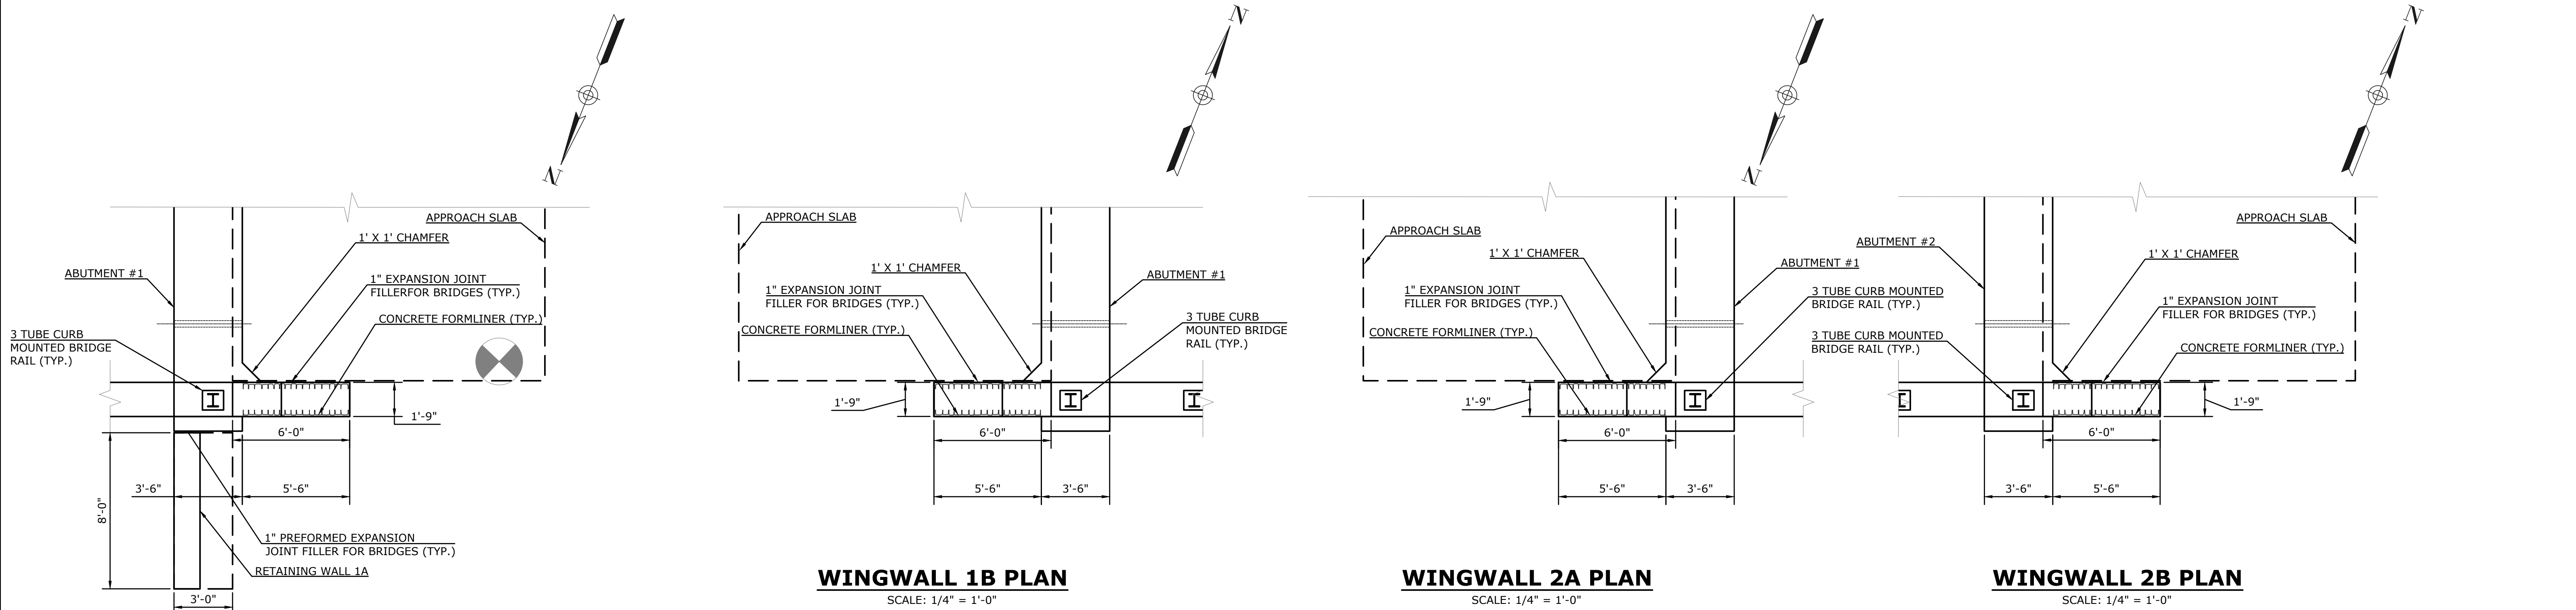 N
APPROACH SLAB
1' X 1' CHAMFER
ABUTMENT #1
1" EXPANSION JOINT
FILLERFOR BRIDGES (TYP.)
CONCRETE FORMLINER (TYP.)
3 TUBE CURB
MOUNTED BRIDGE
RAIL (TYP.)
1'-9"
6'-0"
3'-6"
5'-6"
8'-0"
1" PREFORMED EXPANSION
JOINT FILLER FOR BRIDGES (TYP.)
RETAINING WALL 1A
3'-0"
N
APPROACH SLAB
1' X 1' CHAMFER
ABUTMENT #1
1" EXPANSION JOINT
FILLER FOR BRIDGES (TYP.)
3 TUBE CURB
MOUNTED BRIDGE
RAIL (TYP.)
CONCRETE FORMLINER (TYP.)
1'-9"
6'-0"
5'-6"
3'-6"
WINGWALL 1B PLAN
SCALE: 1/4" = 1'-0"
N
APPROACH SLAB
1' X 1' CHAMFER
ABUTMENT #1
1" EXPANSION JOINT
FILLER FOR BRIDGES (TYP.)
3 TUBE CURB MOUNTED
BRIDGE RAIL (TYP.)
CONCRETE FORMLINER (TYP.)
1'-9"
6'-0"
5'-6"
3'-6"
WINGWALL 2A PLAN
SCALE: 1/4" = 1'-0"
N
APPROACH SLAB
ABUTMENT #2
1' X 1' CHAMFER
1" EXPANSION JOINT
FILLER FOR BRIDGES (TYP.)
3 TUBE CURB MOUNTED
BRIDGE RAIL (TYP.)
CONCRETE FORMLINER (TYP.)
1'-9"
6'-0"
3'-6"
5'-6"
WINGWALL 2B PLAN
SCALE: 1/4" = 1'-0"